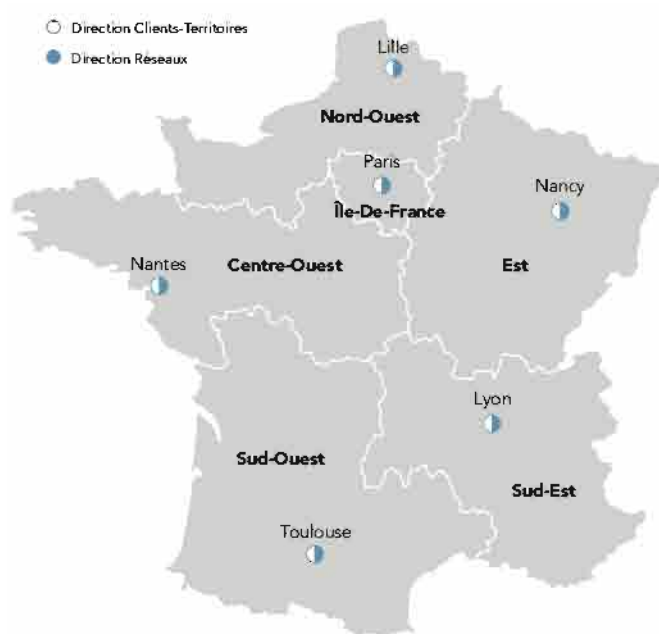 Direction Clients-Territoires
Direction Réseaux
Lille
Nord-Ouest
Paris
Île-De-France
Nancy
Nantes
Centre-Ouest
Est
Lyon
Sud-Ouest
Sud-Est
Toulouse